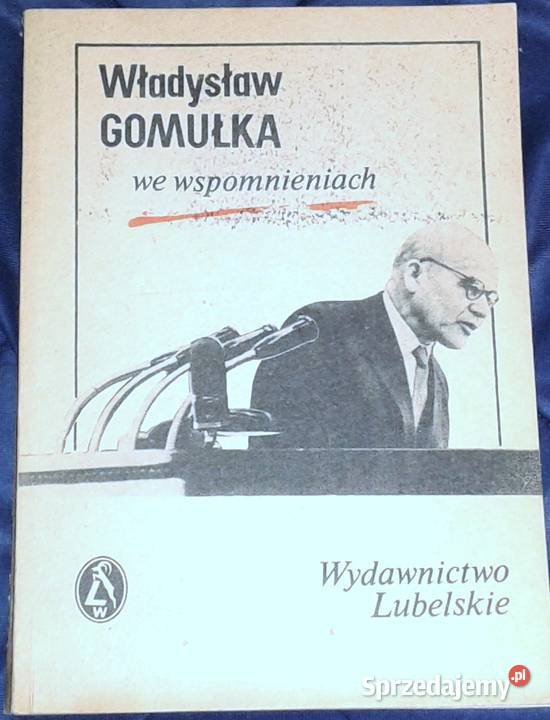 Władysław
GOMUŁKA
we wspomnieniach
Wydawnictwo
Lubelskie
W
Sprzedajemy.pl